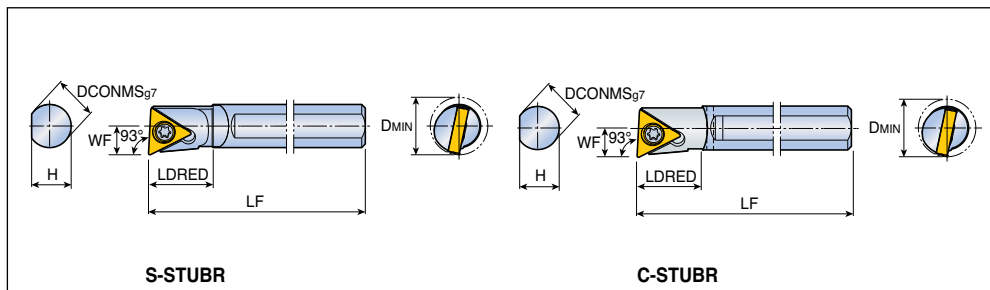 DCONMSg7
WF
93°
H
LDRED
LF
DMIN
S-STUBR
DCONMSg7
WF
93°
H
LDRED
LF
DMIN
C-STUBR